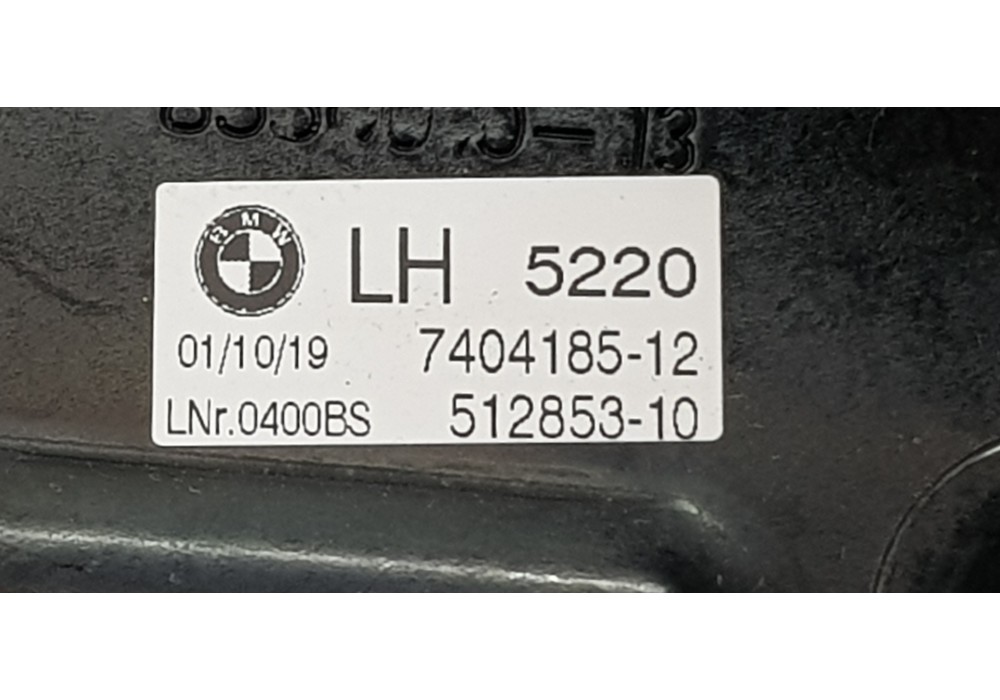 BMW
LH 5220
01/10/19 7404185-12
LNr.0400BS 512853-10